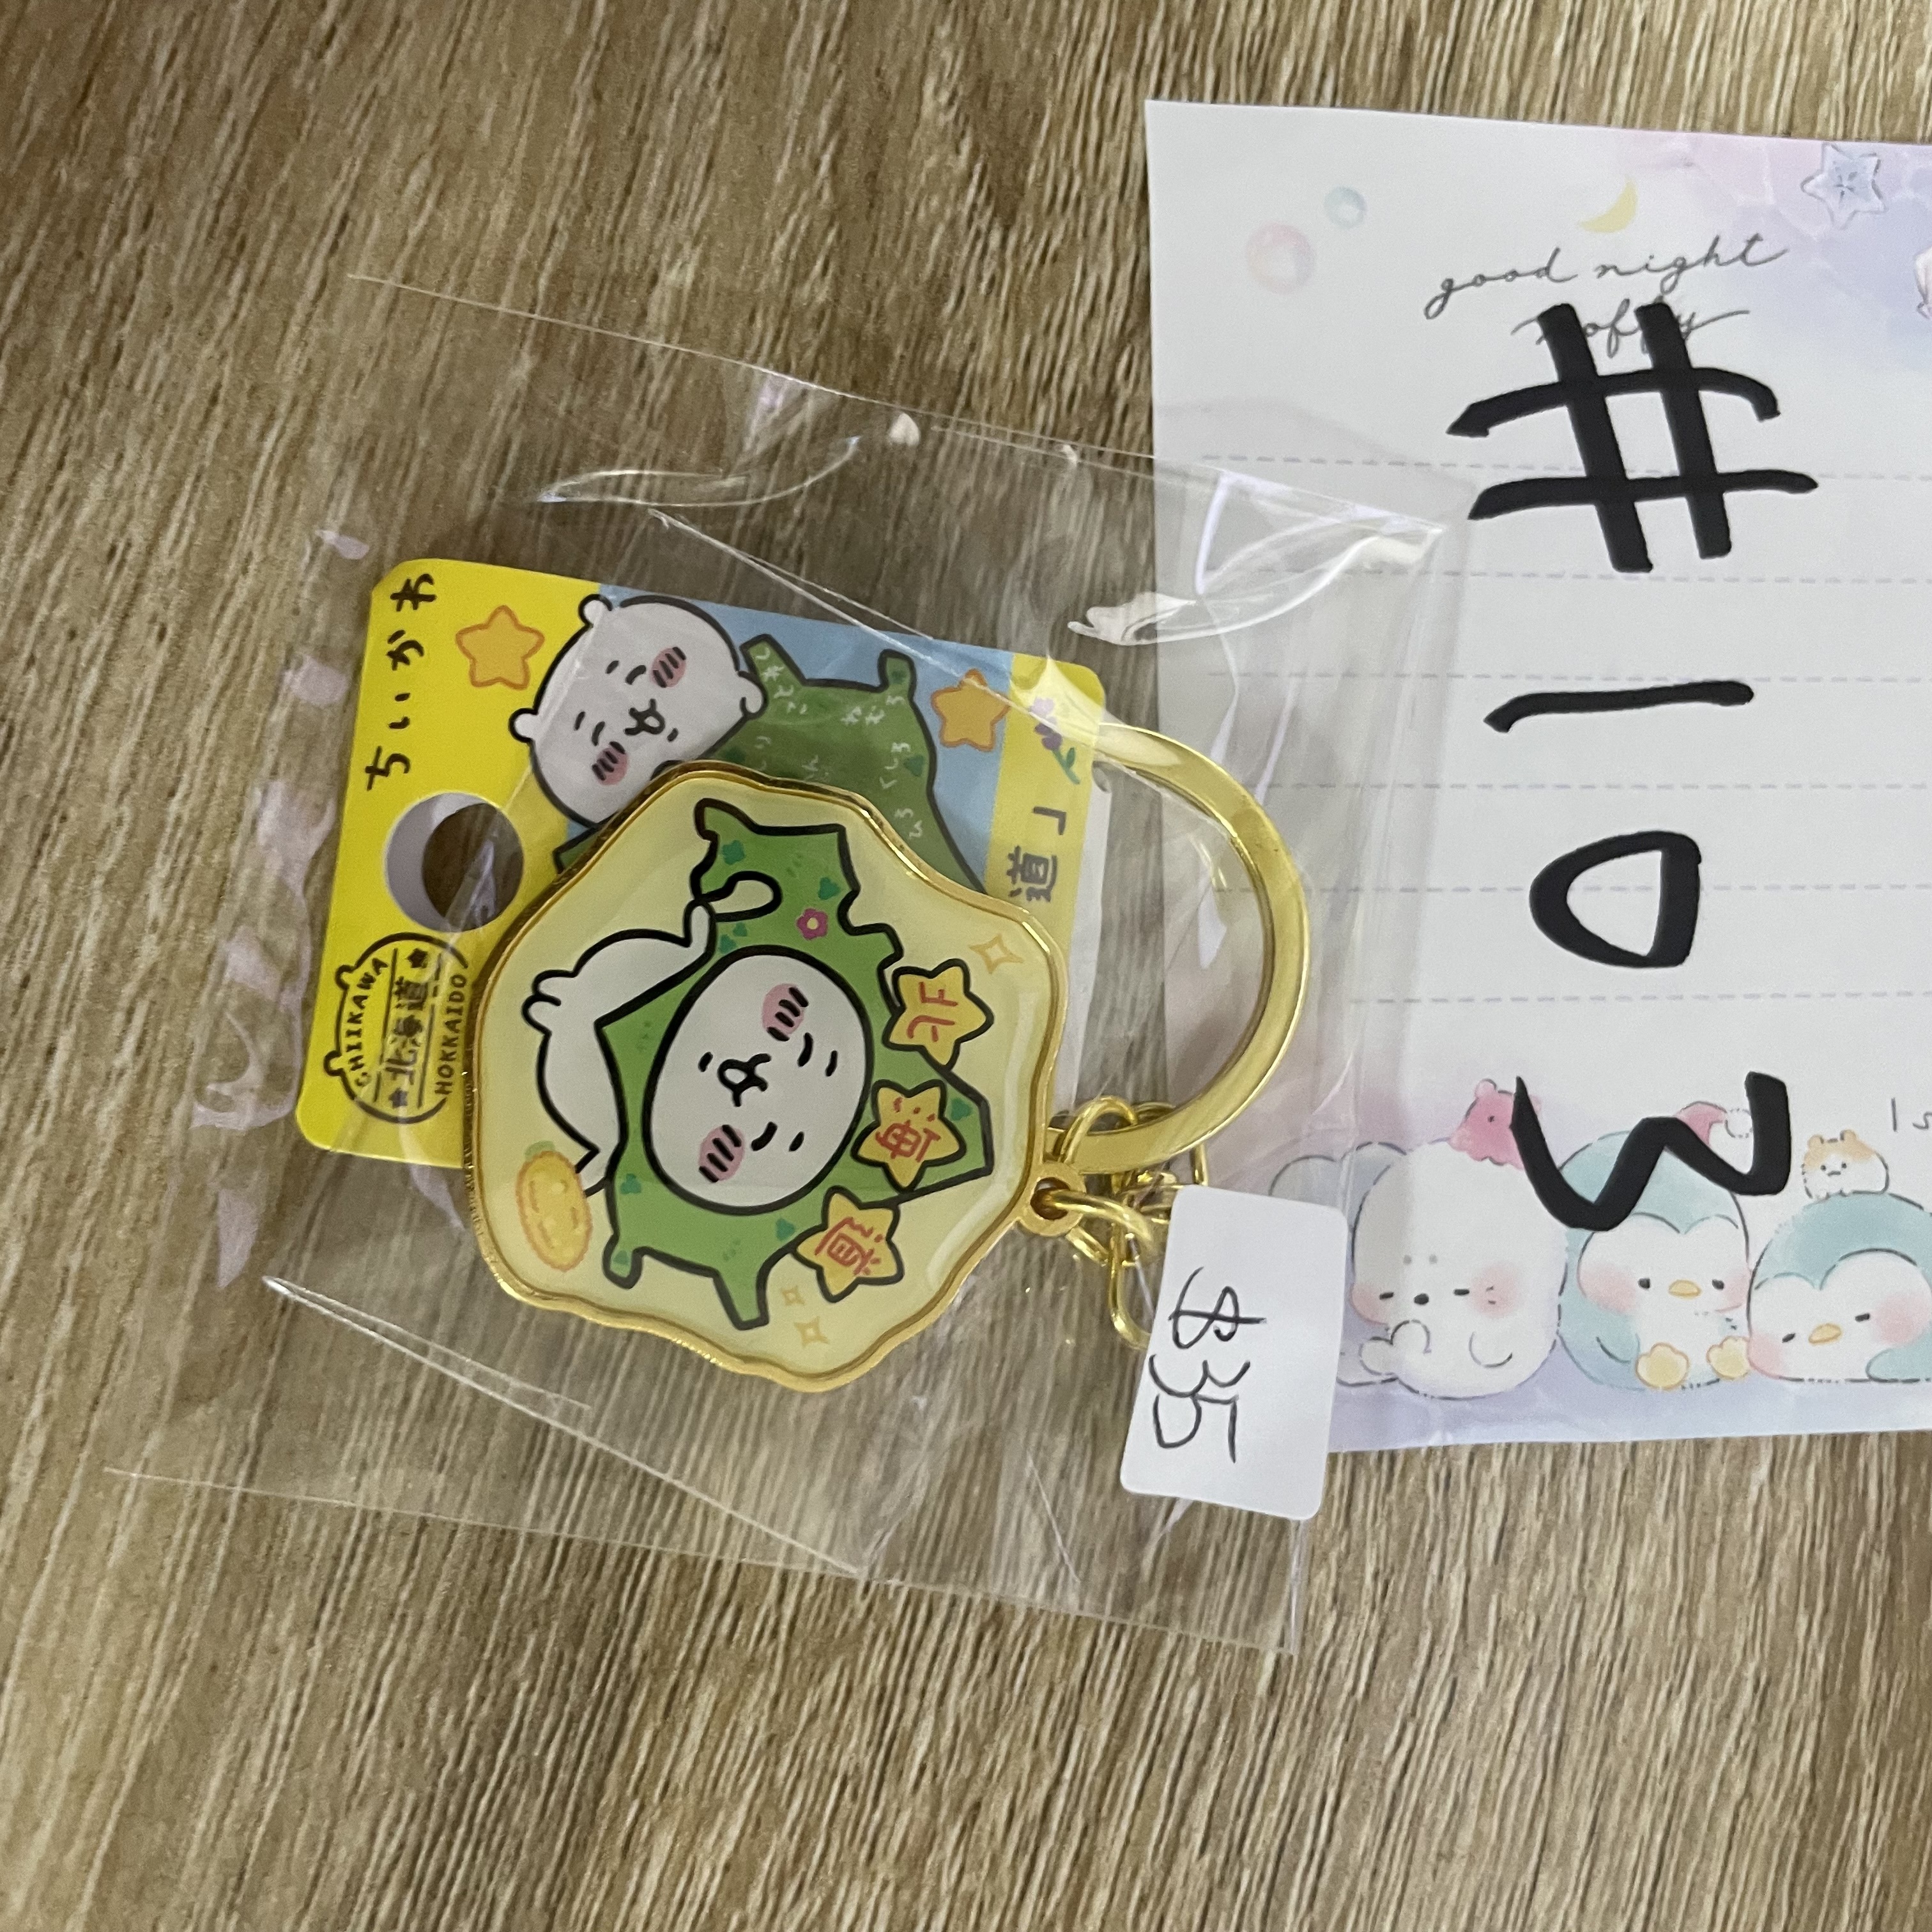 ちいかわ
CHIIKAWA
北海道
HOKKAIDO
道」
北
海
道
$35
good night
#103